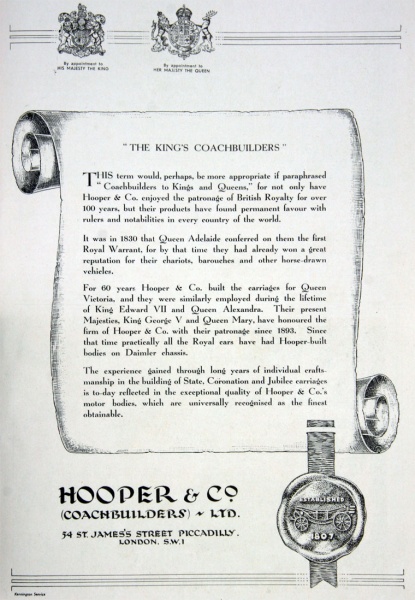 By appointment to
HIS MAJESTY THE KING
By appointment to
HER MAJESTY THE QUEEN
" THE KING'S COACHBUILDERS "
THIS term would, perhaps, be more appropriate if paraphrased
" Coachbuilders to Kings and Queens," for not only have
Hooper & Co. enjoyed the patronage of British Royalty for over
100 years, but their products have found permanent favour with
rulers and notabilities in every country of the world.
It was in 1830 that Queen Adelaide conferred on them the first
Royal Warrant, for by that time they had already won a great
reputation for their chariots, barouches and other horse-drawn
vehicles.
For 60 years Hooper & Co. built the carriages for Queen
Victoria, and they were similarly employed during the lifetime
of King Edward VII and Queen Alexandra. Their present
Majesties, King George V and Queen Mary, have honoured the
firm of Hooper & Co. with their patronage since 1893. Since
that time practically all the Royal cars have had Hooper-built
bodies on Daimler chassis.
The experience gained through long years of individual crafts-
manship in the building of State, Coronation and Jubilee carriages
is to-day reflected in the exceptional quality of Hooper & Co.'s
motor bodies, which are universally recognised as the finest
obtainable.
HOOPER & CO.
(COACHBUILDERS) ~ LTD.
54 ST. JAMES'S STREET PICCADILLY.
LONDON. S.W.1
ESTABLISHED
1807
Kennington Service